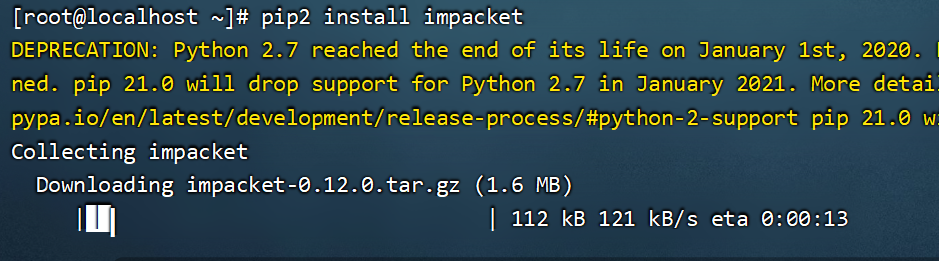 [root@localhost ~]# pip2 install impacket
DEPRECATION: Python 2.7 reached the end of its life on January 1st, 2020.
ned. pip 21.0 will drop support for Python 2.7 in January 2021. More detai
pypa.io/en/latest/development/release-process/#python-2-support pip 21.0 w
Collecting impacket
Downloading impacket-0.12.0.tar.gz (1.6 MB)
|██ | 112 kB 121 kB/s eta 0:00:13